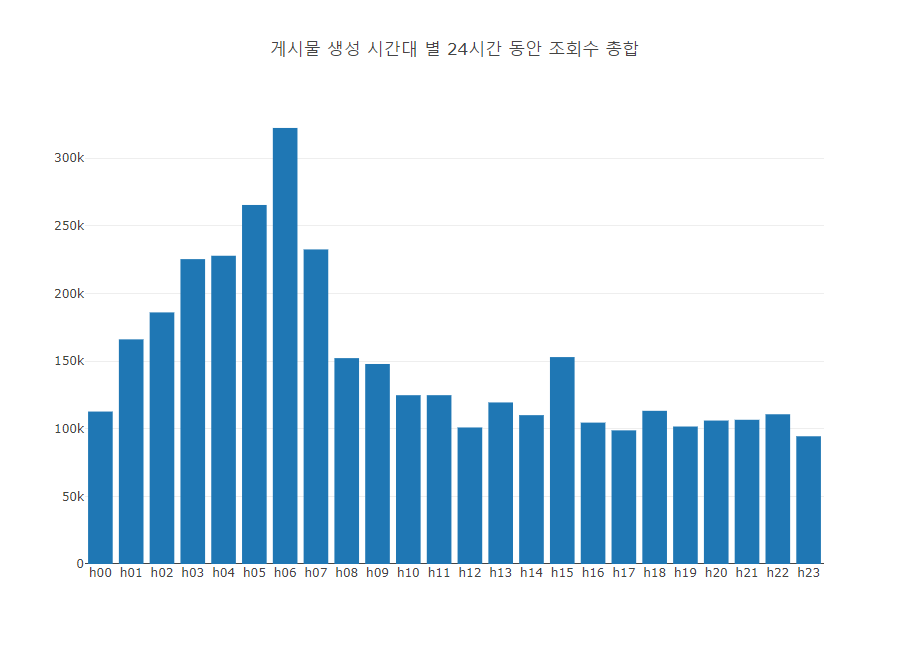 게시물 생성 시간대 별 24시간 동안 조회수 총합
300k
250k
200k
150k
100k
50k
0
h00 h01 h02 h03 h04 h05 h06 h07 h08 h09 h10 h11 h12 h13 h14 h15 h16 h17 h18 h19 h20 h21 h22 h23